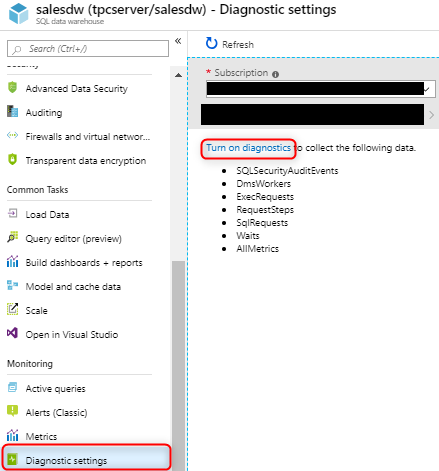 salesdw (tpcserver/salesdw) - Diagnostic settings
SQL data warehouse
Search (Ctrl+/)
Security
Advanced Data Security
Auditing
Firewalls and virtual networ...
Transparent data encryption
Common Tasks
Load Data
Query editor (preview)
Build dashboards + reports
Model and cache data
Scale
Open in Visual Studio
Monitoring
Active queries
Alerts (Classic)
Metrics
Diagnostic settings
Refresh
* Subscription
Turn on diagnostics to collect the following data.
SQLSecurityAuditEvents
DmsWorkers
ExecRequests
RequestSteps
SqlRequests
Waits
AllMetrics